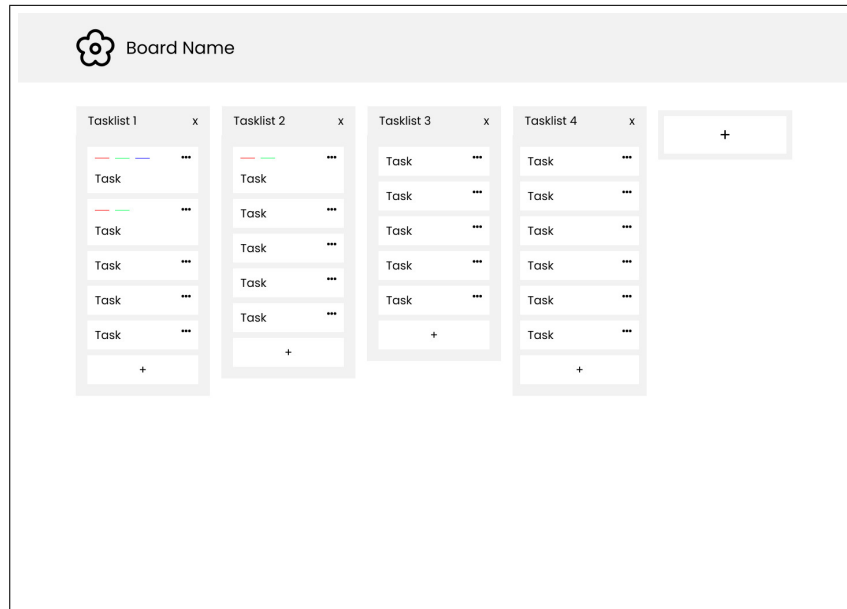 Board Name
Tasklist 1 x
•••
Task
•••
Task
Task •••
Task •••
Task •••
+
Tasklist 2 x
•••
Task
Task •••
Task •••
Task •••
Task •••
+
Tasklist 3 x
Task •••
Task •••
Task •••
Task •••
Task •••
+
Tasklist 4 x
Task •••
Task •••
Task •••
Task •••
Task •••
Task •••
+
+